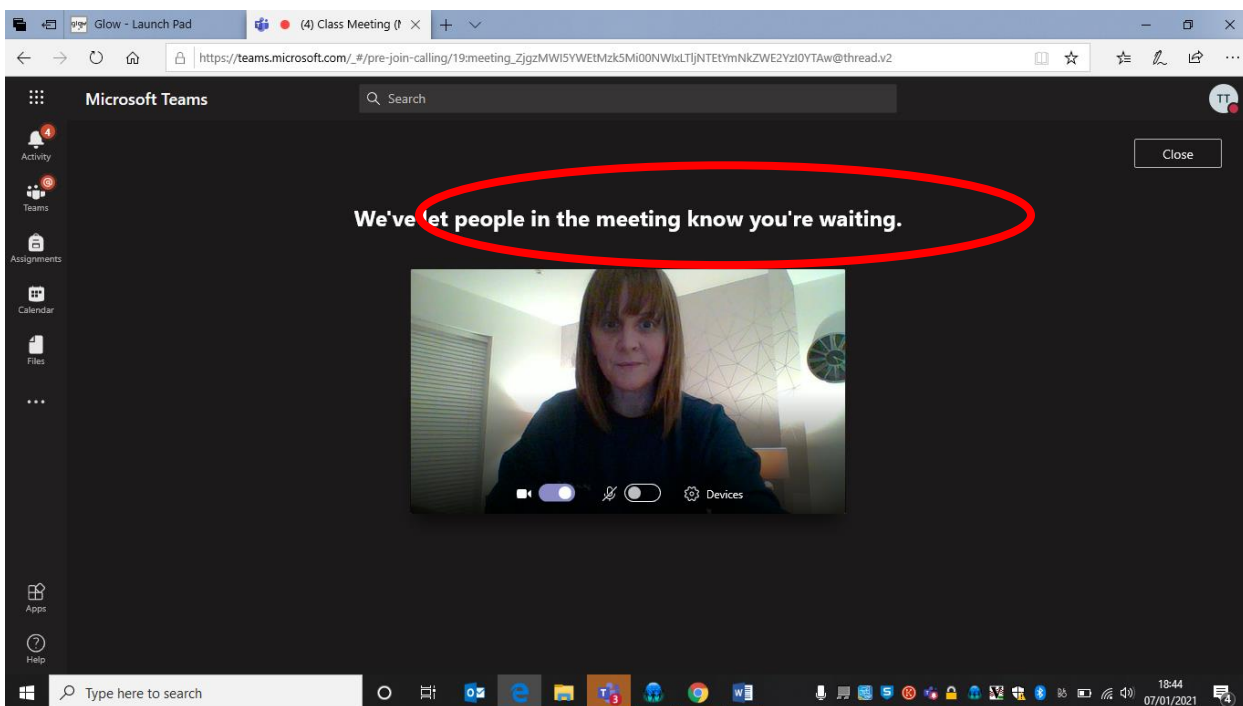 Glow - Launch Pad
(4) Class Meeting (
https://teams.microsoft.com/_#/pre-join-calling/19:meeting_ZjgzMWI5YWEtMzk5Mi00NWIxLTljNTEtYmNkZWE2YzI0YTAw@thread.v2
Microsoft Teams
Search
TT
4
Activity
Close
@
Teams
We've let people in the meeting know you're waiting.
Assignments
Calendar
Files
Devices
Apps
Help
Type here to search
18:44
07/01/2021